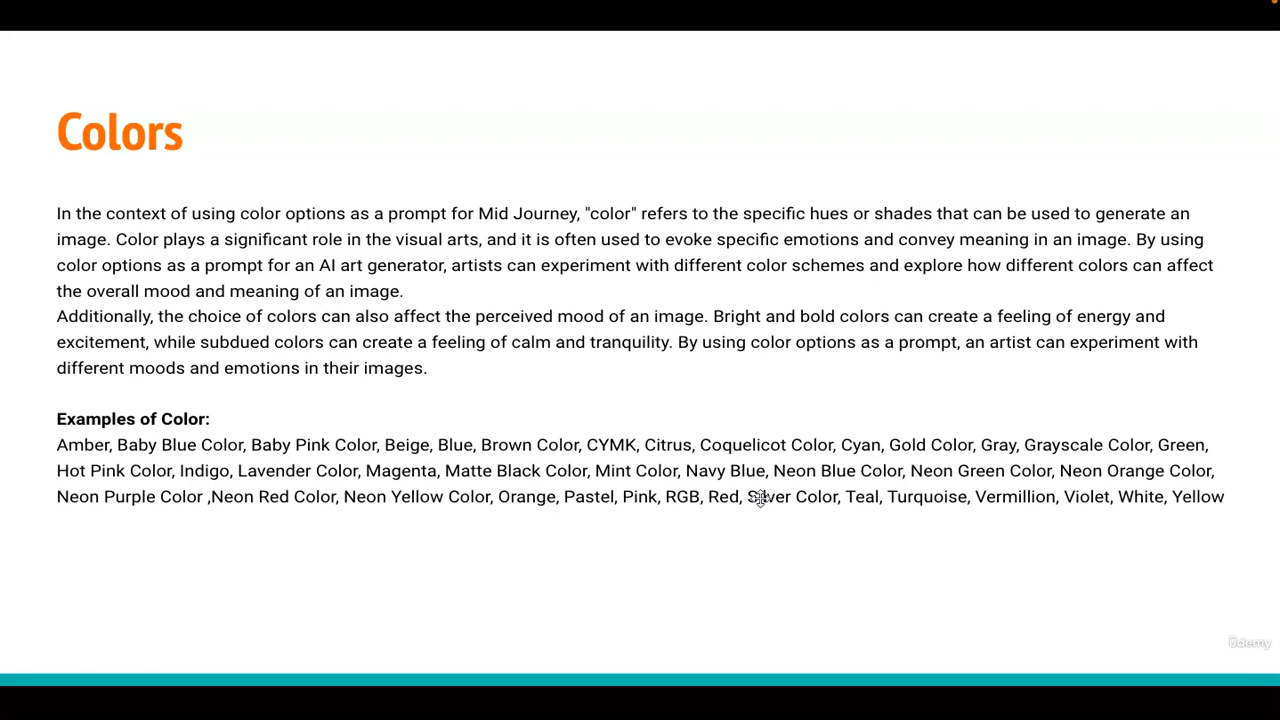 Colors
In the context of using color options as a prompt for Mid Journey, "color" refers to the specific hues or shades that can be used to generate an
image. Color plays a significant role in the visual arts, and it is often used to evoke specific emotions and convey meaning in an image. By using
color options as a prompt for an AI art generator, artists can experiment with different color schemes and explore how different colors can affect
the overall mood and meaning of an image.
Additionally, the choice of colors can also affect the perceived mood of an image. Bright and bold colors can create a feeling of energy and
excitement, while subdued colors can create a feeling of calm and tranquility. By using color options as a prompt, an artist can experiment with
different moods and emotions in their images.
Examples of Color:
Amber, Baby Blue Color, Baby Pink Color, Beige, Blue, Brown Color, CYMK, Citrus, Coquelicot Color, Cyan, Gold Color, Gray, Grayscale Color, Green,
Hot Pink Color, Indigo, Lavender Color, Magenta, Matte Black Color, Mint Color, Navy Blue, Neon Blue Color, Neon Green Color, Neon Orange Color,
Neon Purple Color ,Neon Red Color, Neon Yellow Color, Orange, Pastel, Pink, RGB, Red, Silver Color, Teal, Turquoise, Vermillion, Violet, White, Yellow
ûdemy